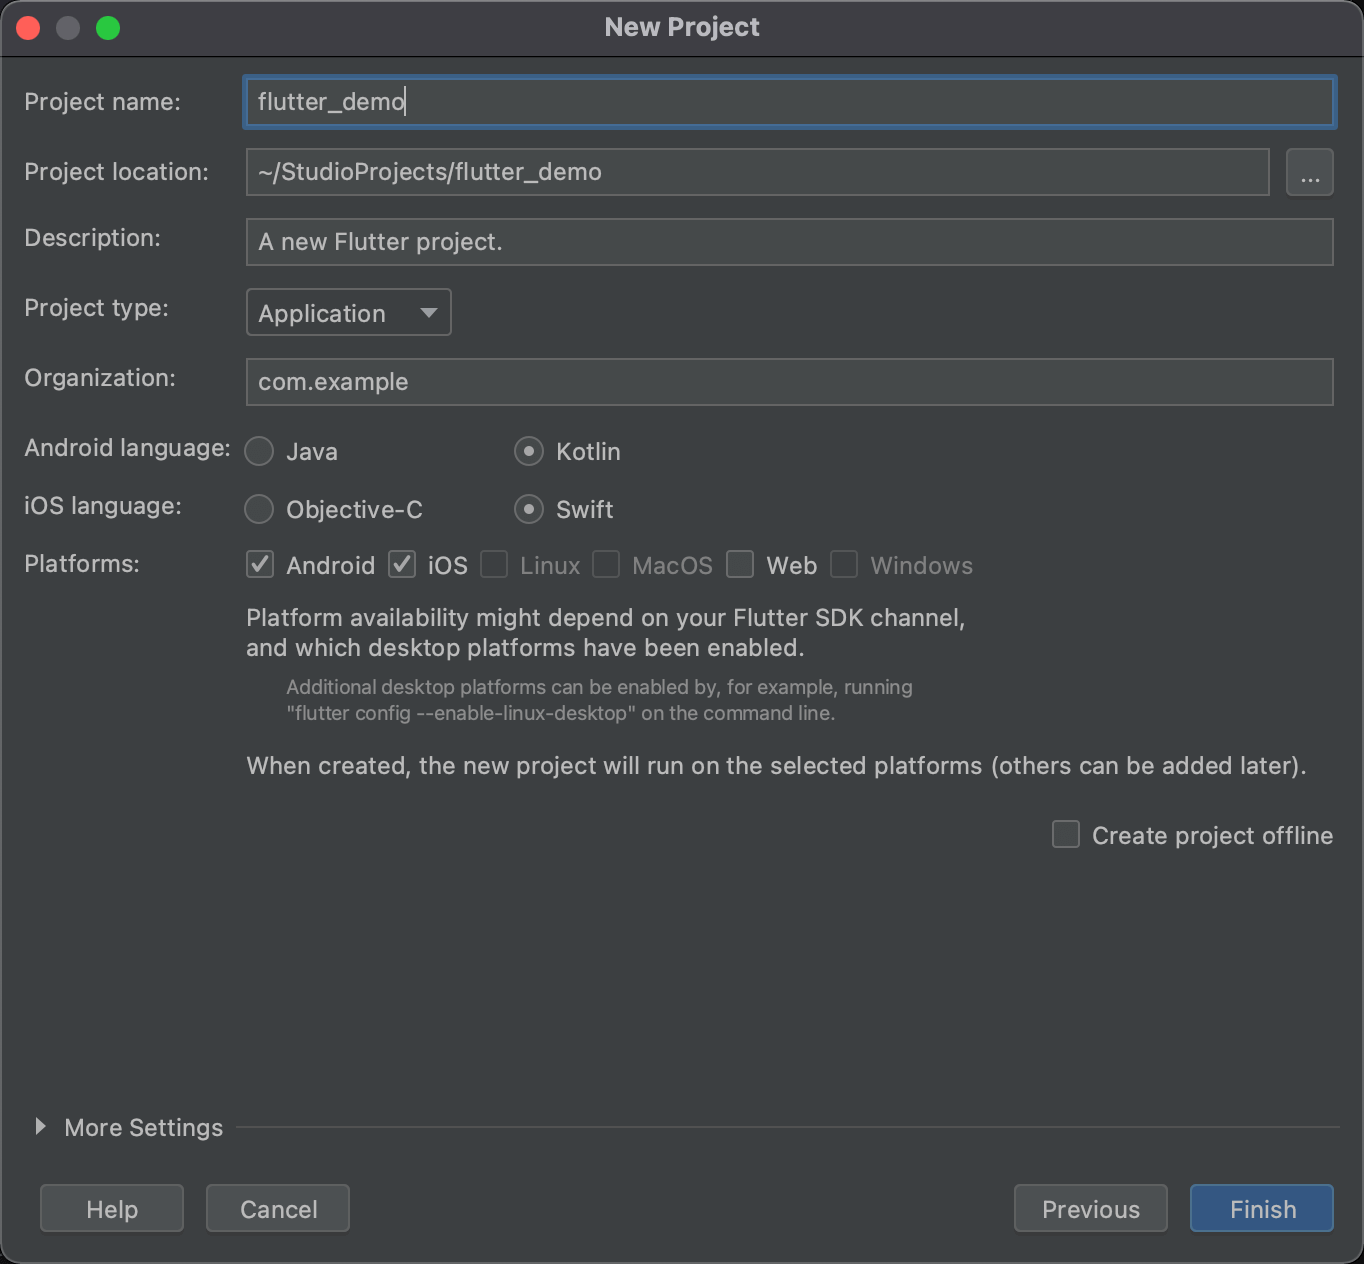 New Project
Project name: flutter_demo
Project location: ~/StudioProjects/flutter_demo ...
Description: A new Flutter project.
Project type: Application
Organization: com.example
Android language: Java Kotlin
iOS language: Objective-C Swift
Platforms: Android iOS Linux MacOS Web Windows
Platform availability might depend on your Flutter SDK channel,
and which desktop platforms have been enabled.
Additional desktop platforms can be enabled by, for example, running
"flutter config --enable-linux-desktop" on the command line.
When created, the new project will run on the selected platforms (others can be added later).
Create project offline
More Settings
Help Cancel Previous Finish